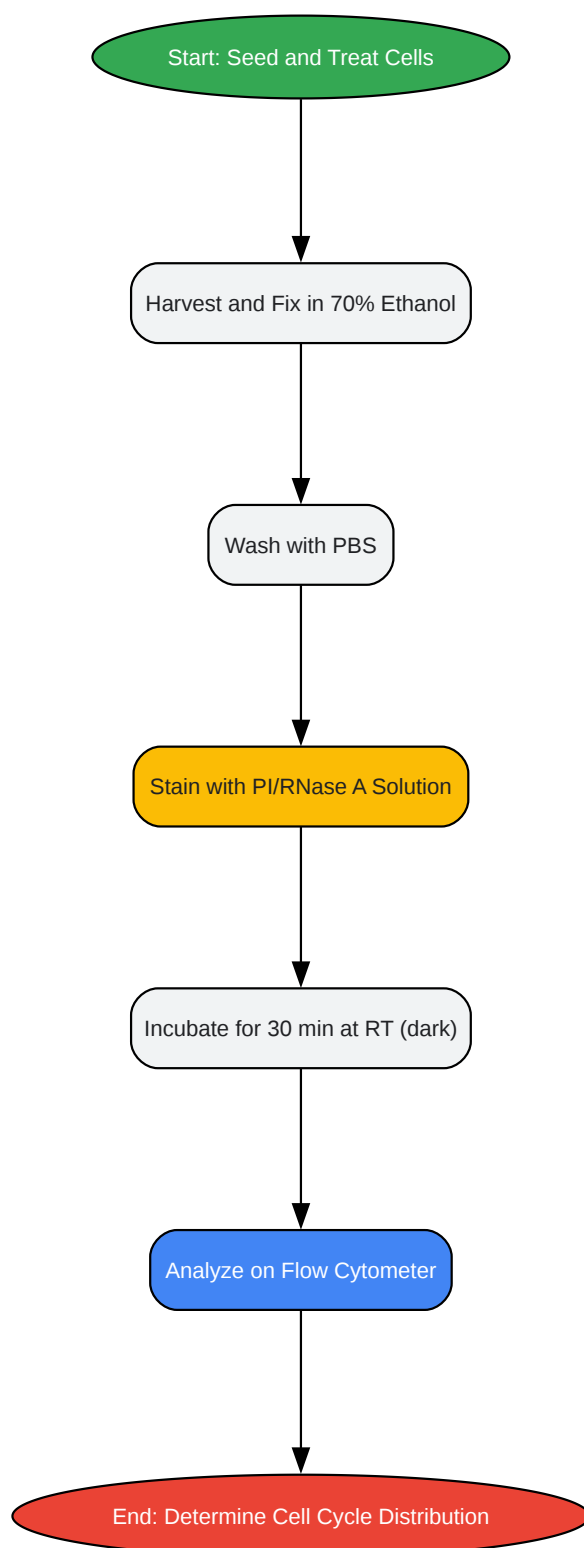 Start: Seed and Treat Cells
Harvest and Fix in 70% Ethanol
Wash with PBS
Stain with PI/RNase A Solution
Incubate for 30 min at RT (dark)
Analyze on Flow Cytometer
End: Determine Cell Cycle Distribution